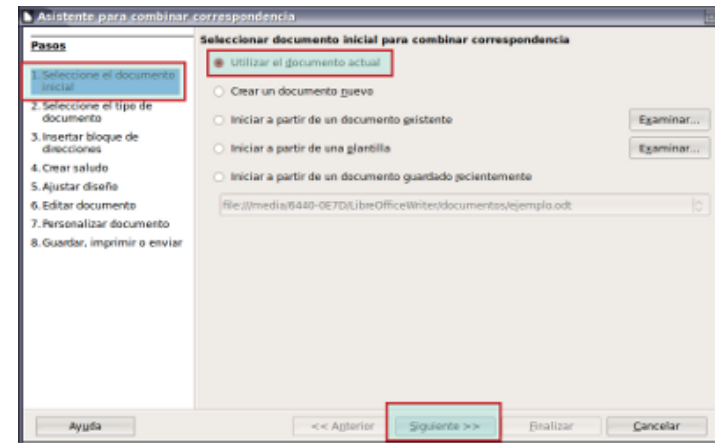 Asistente para combinar correspondencia
Pasos
1. Seleccione el documento
inicial
2. Seleccione el tipo de
documento
3. Insertar bloque de
direcciones
4. Crear saludo
5. Ajustar diseño
6. Editar documento
7. Personalizar documento
8. Guardar, imprimir o enviar
Seleccionar documento inicial para combinar correspondencia
Utilizar el documento actual
Crear un documento nuevo
Iniciar a partir de un documento existente
Examinar...
Iniciar a partir de una plantilla
Examinar...
Iniciar a partir de un documento guardado recientemente
file:///media/6440-0E7D/LibreOfficeWriter/documentos/ejemplo.odt
Ayuda
<< Anterior
Siguiente >>
Finalizar
Cancelar